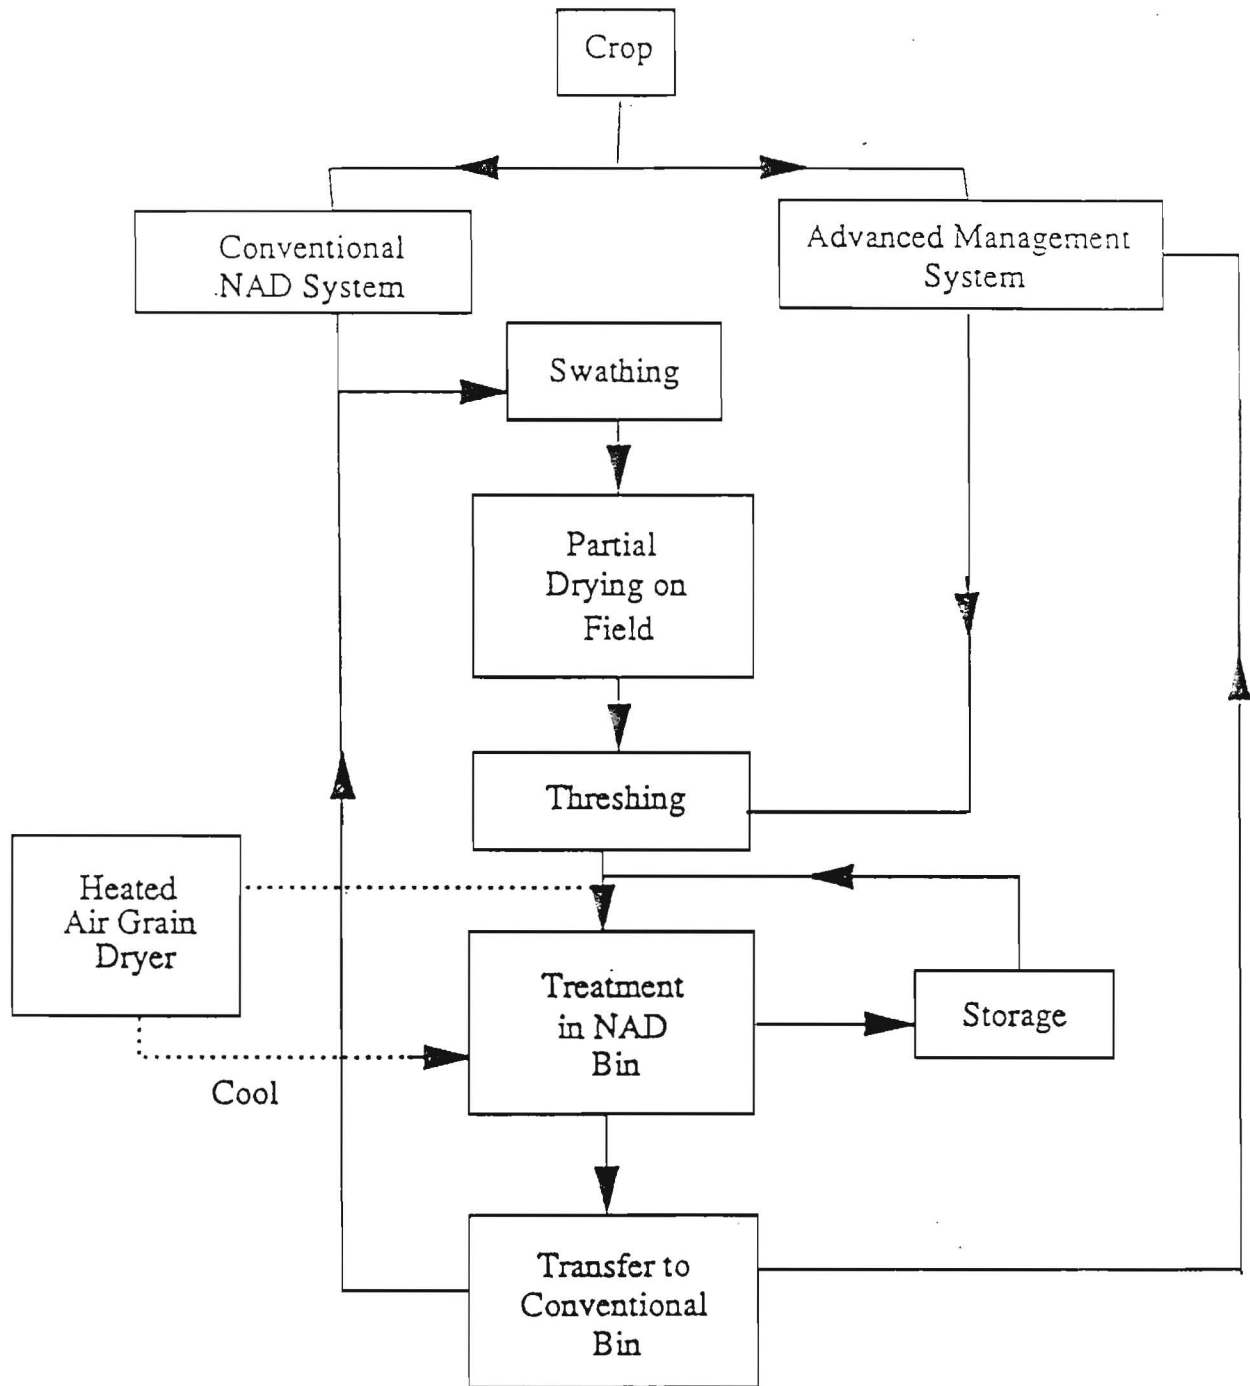 Crop
Conventional
NAD System
Advanced Management
System
Swathing
Partial
Drying on
Field
Threshing
Heated
Air Grain
Dryer
Treatment
in NAD
Bin
Storage
Cool
Transfer to
Conventional
Bin